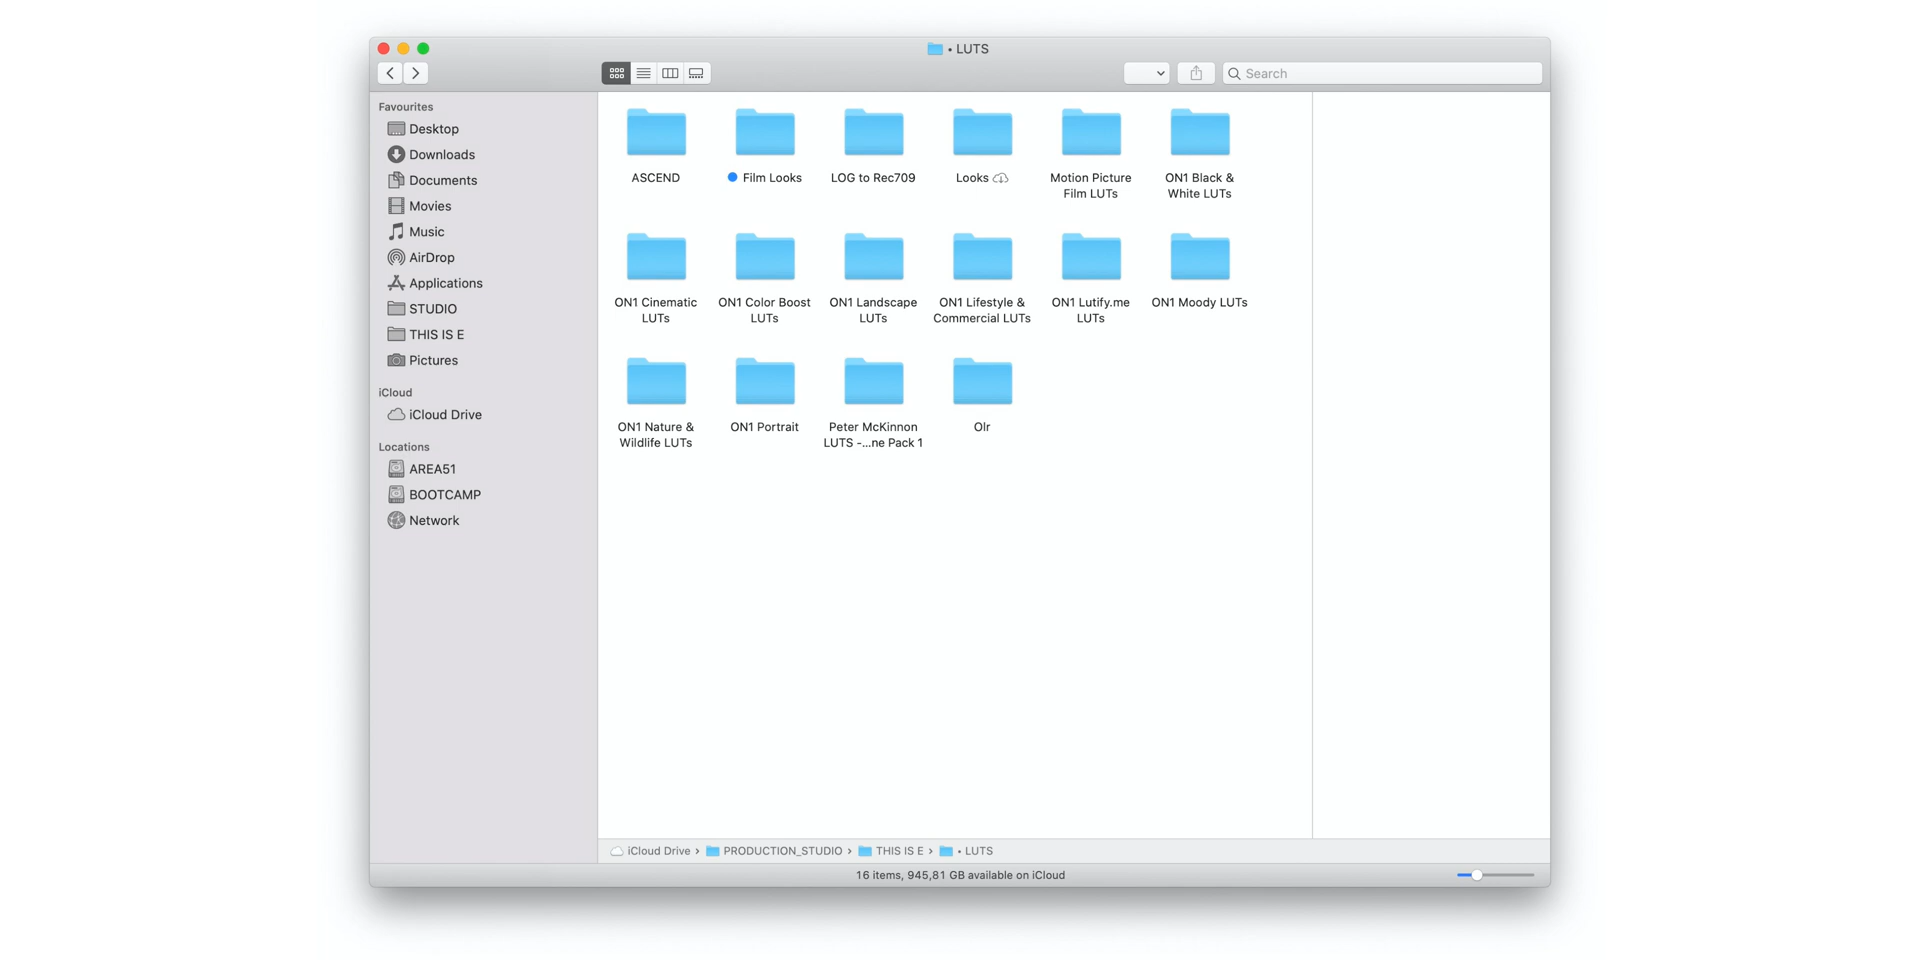 • LUTS
Search
Favourites
Desktop
Downloads
Documents
Movies
Music
AirDrop
Applications
STUDIO
THIS IS E
Pictures
iCloud
iCloud Drive
Locations
AREA51
BOOTCAMP
Network
ASCEND
Film Looks
LOG to Rec709
Looks
Motion Picture
Film LUTs
ON1 Black &
White LUTs
ON1 Cinematic
LUTs
ON1 Color Boost
LUTs
ON1 Landscape
LUTs
ON1 Lifestyle &
Commercial LUTs
ON1 Lutify.me
LUTs
ON1 Moody LUTs
ON1 Nature &
Wildlife LUTs
ON1 Portrait
Peter McKinnon
LUTS -...ne Pack 1
Olr
iCloud Drive › PRODUCTION_STUDIO › THIS IS E › • LUTS
16 items, 945,81 GB available on iCloud